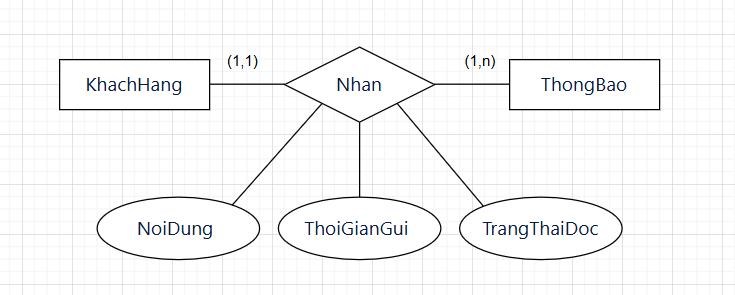 (1,1)
(1,n)
KhachHang
Nhan
ThongBao
NoiDung
ThoiGianGui
TrangThaiDoc